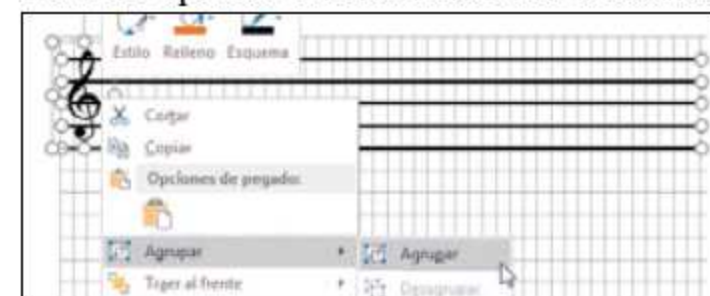 Estilo Relleno Esquema
Cortar
Copiar
Opciones de pegado:
Agrupar
Agrupar
Traer al frente
Desagrupar